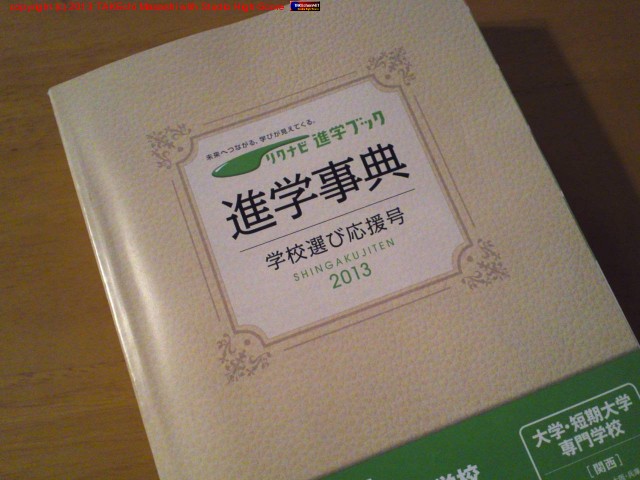 未来へつながる、学びが見えてくる。
リクナビ 進学ブック
進学事典
学校選び応援号
SHINGAKUJITEN
2013
大学・短期大学
専門学校
[関西]
学校